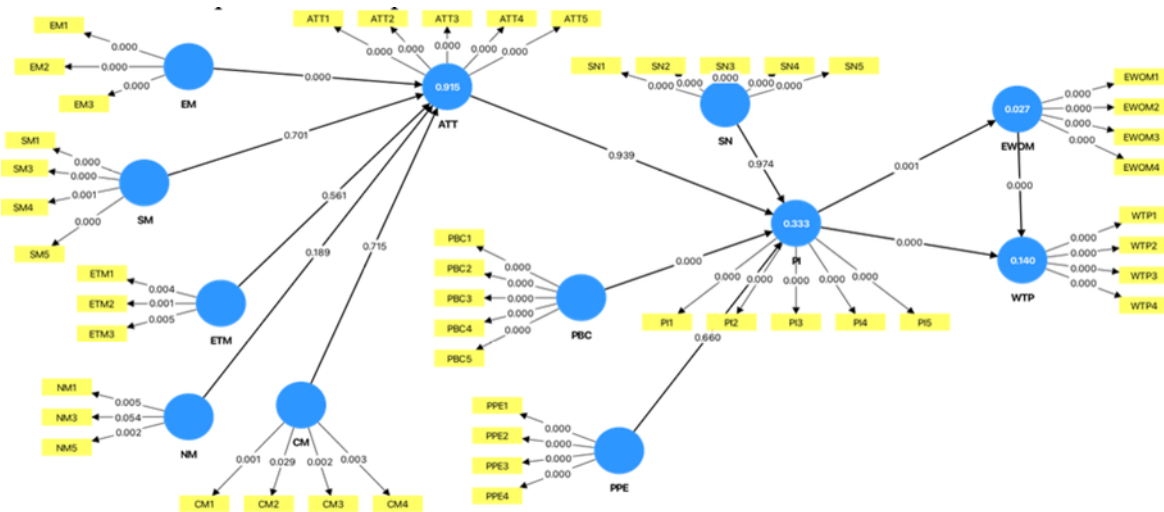 EM1
EM2
EM3
0.000
0.000
0.000
EM
0.000
ATT1
ATT2
ATT3
ATT4
ATT5
0.000
0.000
0.000
0.000
0.000
0.915
ATT
SM1
SM3
SM4
SM5
0.000
0.000
0.001
0.000
SM
0.701
ETM1
ETM2
ETM3
0.004
0.001
0.005
ETM
0.561
NM1
NM3
NM5
0.005
0.054
0.002
NM
0.189
CM
0.715
0.001
0.029
0.002
0.003
CM1
CM2
CM3
CM4
SN1
SN2
SN3
SN4
SN5
0.000
0.000
0.000
0.000
0.000
SN
0.974
0.939
PBC1
PBC2
PBC3
PBC4
PBC5
0.000
0.000
0.000
0.000
0.000
PBC
0.000
0.333
PI
0.000
0.000
0.000
0.000
0.000
PI1
PI2
PI3
PI4
PI5
0.660
PPE1
PPE2
PPE3
PPE4
0.000
0.000
0.000
0.000
PPE
0.001
0.027
EWOM
EWOM1
EWOM2
EWOM3
EWOM4
0.000
0.000
0.000
0.000
0.000
0.000
0.140
WTP
WTP1
WTP2
WTP3
WTP4
0.000
0.000
0.000
0.000